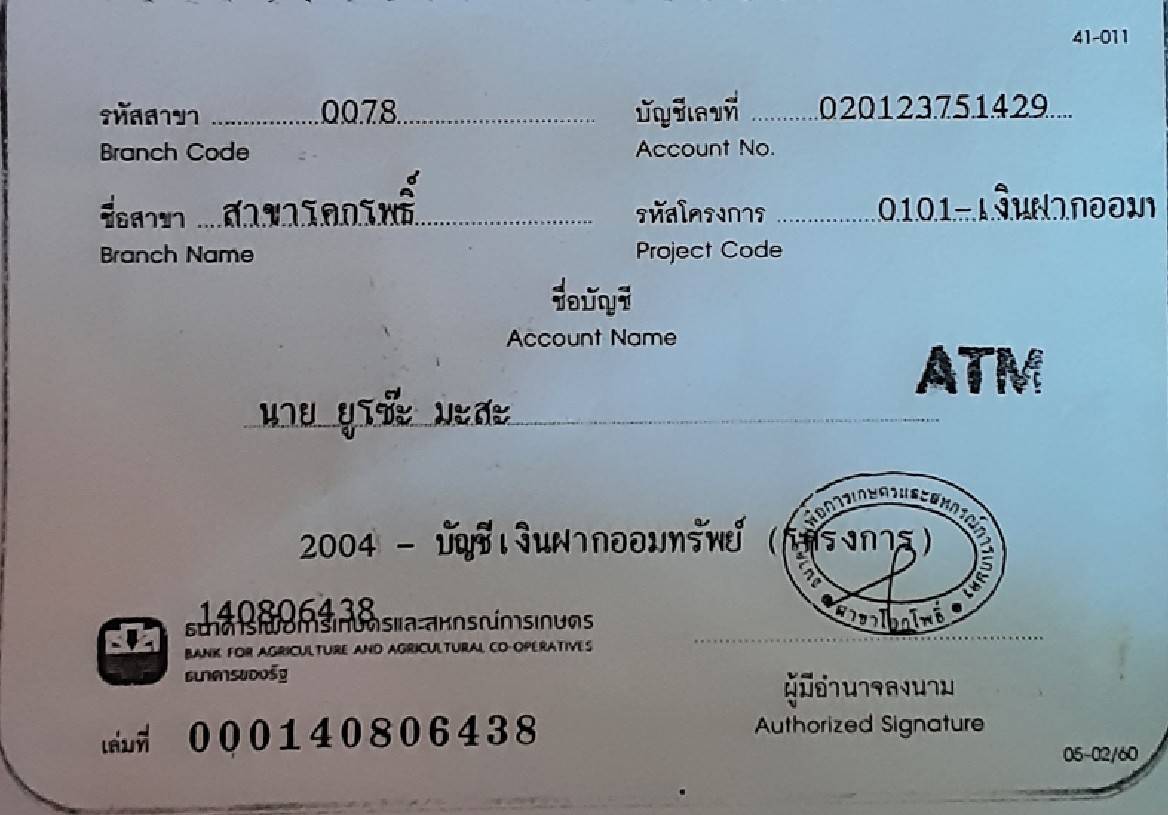 41-011
รหัสสาขา 0078 บัญชีเลขที่ 020123751429
Branch Code Account No.
ชื่อสาขา สาขาโคกโพธิ์ รหัสโครงการ 0101-เงินฝากออมา
Branch Name Project Code
ชื่อบัญชี
Account Name
ATM
นาย ยูโซ๊ะ มะสะ
2004 - บัญชีเงินฝากออมทรัพย์ (โครงการ)
เพื่อการเกษตรและสหกรณ์การเกษตร
สาขาโคกโพธิ์
140806438
ธนาคารเพื่อการเกษตรและสหกรณ์การเกษตร
BANK FOR AGRICULTURE AND AGRICULTURAL CO-OPERATIVES
ธนาคารของรัฐ
ผู้มีอำนาจลงนาม
Authorized Signature
เล่มที่ 000140806438
05-02/60